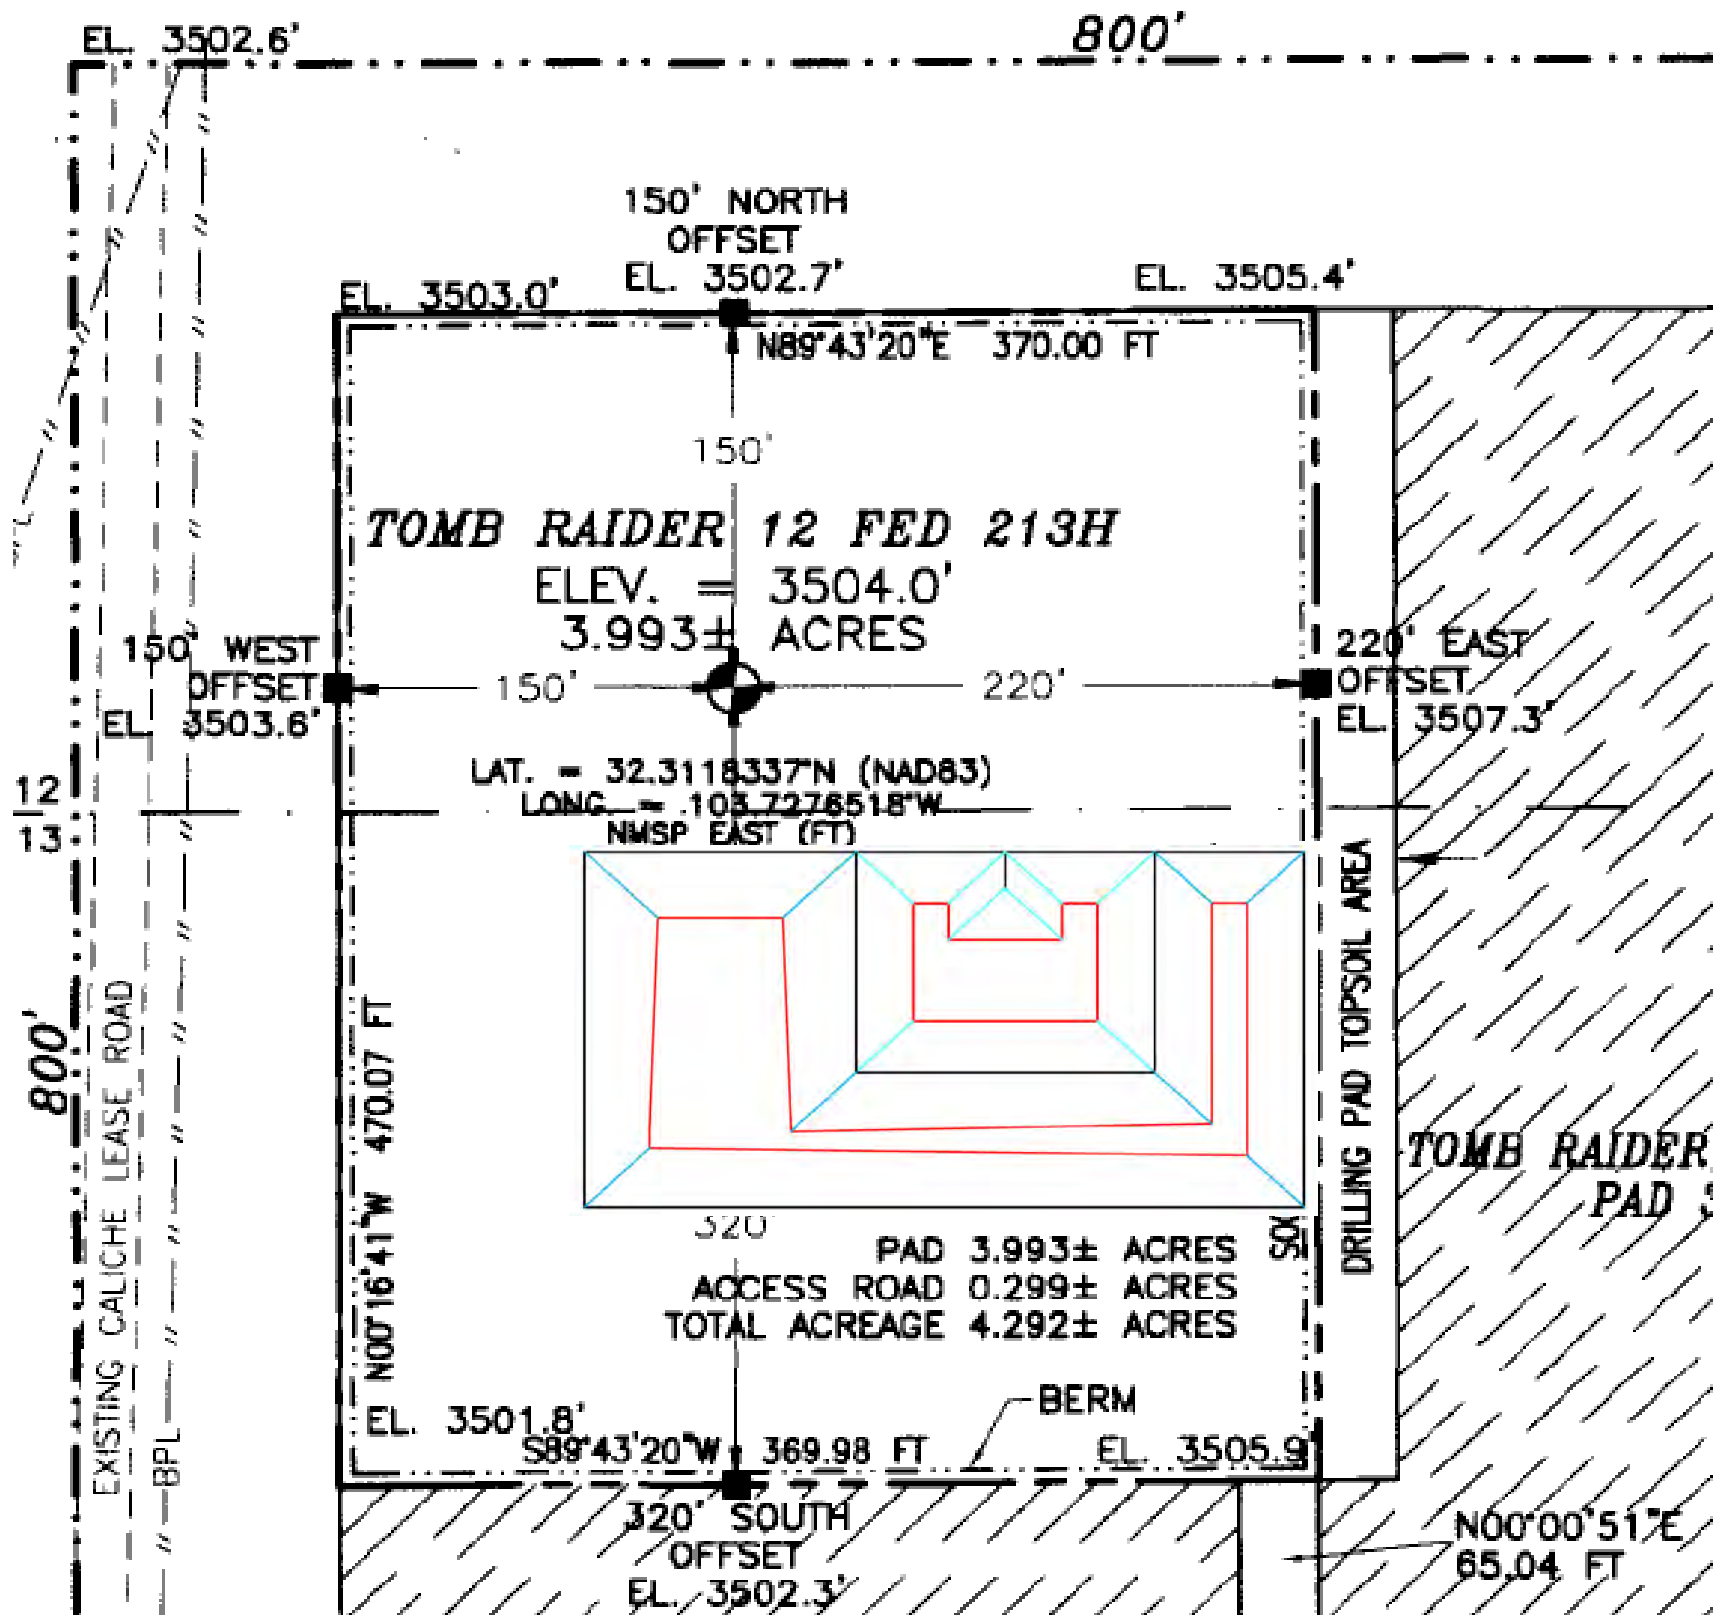 EL. 3502.6'
800'
150' NORTH
OFFSET
EL. 3502.7'
EL. 3503.0'
EL. 3505.4'
N89°43'20"E 370.00 FT
150'
TOMB RAIDER 12 FED 213H
ELEV. = 3504.0'
3.993± ACRES
150' WEST
OFFSET
EL. 3503.6'
150'
220'
220' EAST
OFFSET
EL. 3507.3'
LAT. = 32.3118337°N (NAD83)
LONG. = 103.7276518°W
NMSP EAST (FT)
12
13
800'
EXISTING CALICHE LEASE ROAD
BPL
N00°16'41"W 470.07 FT
DRILLING PAD TOPSOIL AREA
TOMB RAIDER
PAD
320'
PAD 3.993± ACRES
ACCESS ROAD 0.299± ACRES
TOTAL ACREAGE 4.292± ACRES
BERM
EL. 3501.8'
S89°43'20"W 369.98 FT
EL. 3505.9'
320' SOUTH
OFFSET
EL. 3502.3'
N00°00'51"E
65.04 FT